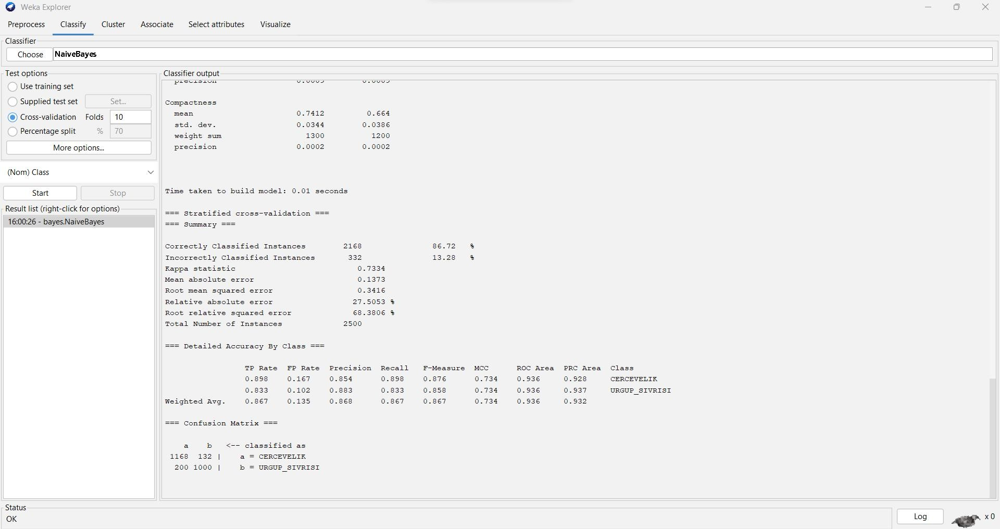 Weka Explorer
Preprocess Classify Cluster Associate Select attributes Visualize
Classifier
Choose NaiveBayes
Test options
Use training set
Supplied test set Set...
Cross-validation Folds 10
Percentage split % 70
More options...
(Nom) Class
Start Stop
Result list (right-click for options)
16:00:26 - bayes.NaiveBayes
Classifier output
precision
Compactness
mean 0.7412 0.664
std. dev. 0.0344 0.0386
weight sum 1300 1200
precision 0.0002 0.0002
Time taken to build model: 0.01 seconds
=== Stratified cross-validation ===
=== Summary ===
Correctly Classified Instances 2168 86.72 %
Incorrectly Classified Instances 332 13.28 %
Kappa statistic 0.7334
Mean absolute error 0.1373
Root mean squared error 0.3416
Relative absolute error 27.5053 %
Root relative squared error 68.3806 %
Total Number of Instances 2500
=== Detailed Accuracy By Class ===
TP Rate FP Rate Precision Recall F-Measure MCC ROC Area PRC Area Class
0.898 0.167 0.854 0.898 0.876 0.734 0.936 0.928 CERCEVELIK
0.833 0.102 0.883 0.833 0.858 0.734 0.936 0.937 URGUP_SIVRISI
Weighted Avg. 0.867 0.135 0.868 0.867 0.867 0.734 0.936 0.932
=== Confusion Matrix ===
a b <-- classified as
1168 132 | a = CERCEVELIK
200 1000 | b = URGUP_SIVRISI
Status
OK
Log x 0